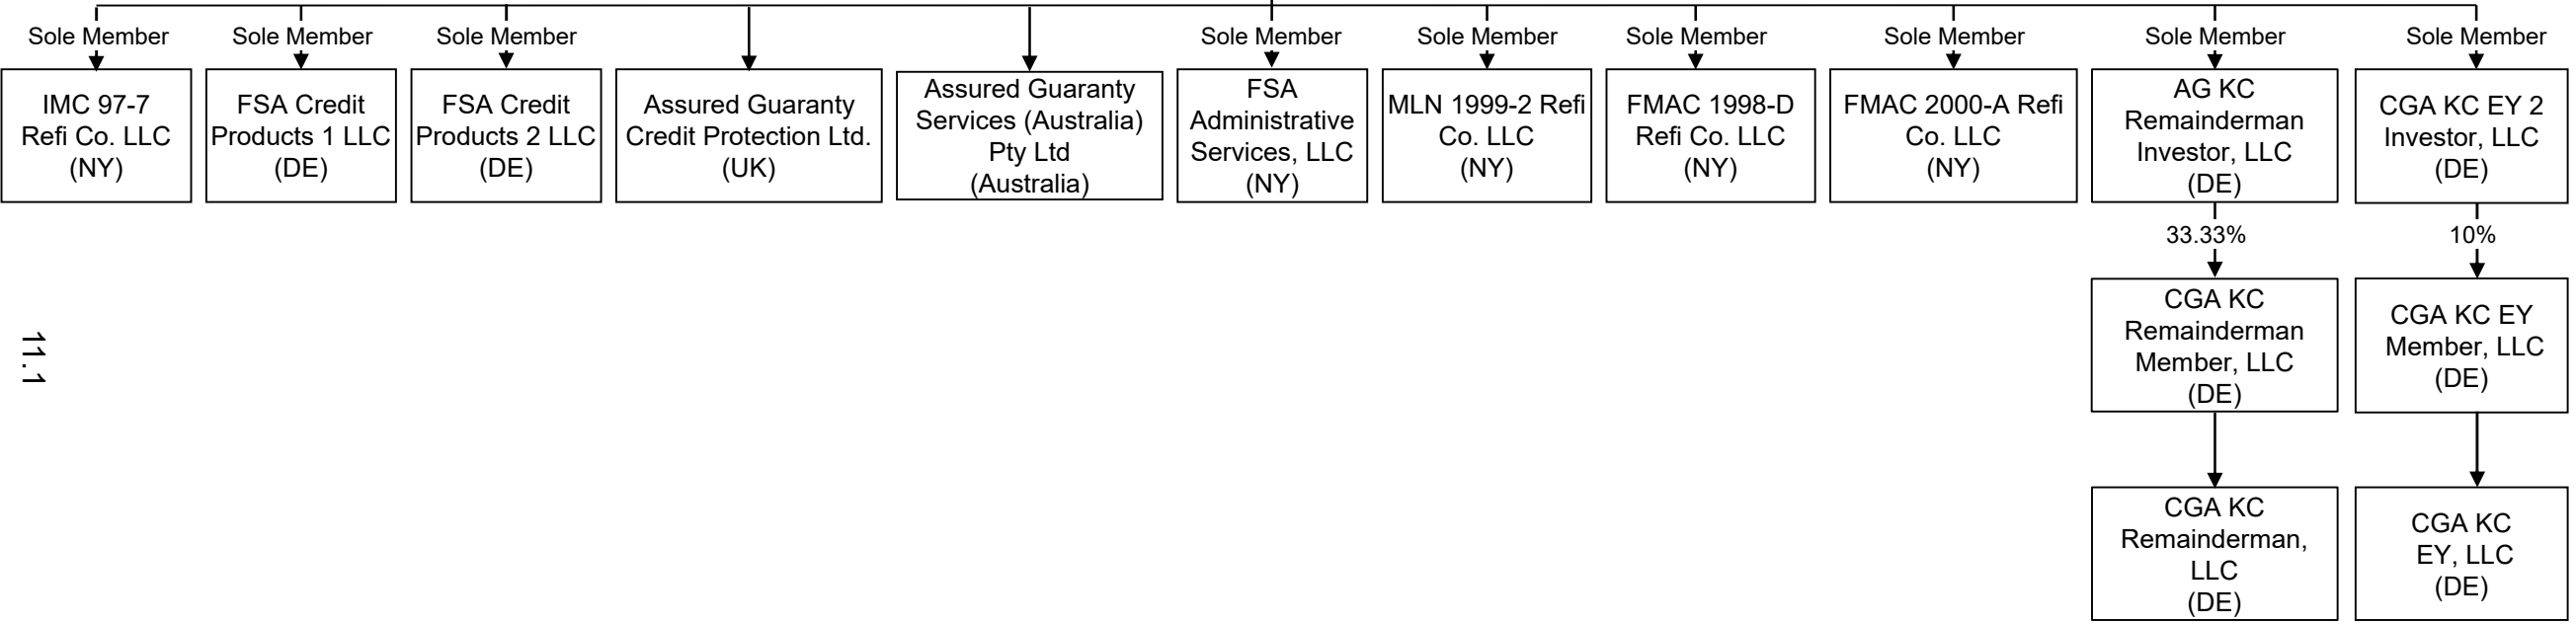 Sole Member
Sole Member
Sole Member
Sole Member
Sole Member
Sole Member
Sole Member
Sole Member
Sole Member
IMC 97-7
Refi Co. LLC
(NY)
FSA Credit
Products 1 LLC
(DE)
FSA Credit
Products 2 LLC
(DE)
Assured Guaranty
Credit Protection Ltd.
(UK)
Assured Guaranty
Services (Australia)
Pty Ltd
(Australia)
FSA
Administrative
Services, LLC
(NY)
MLN 1999-2 Refi
Co. LLC
(NY)
FMAC 1998-D
Refi Co. LLC
(NY)
FMAC 2000-A Refi
Co. LLC
(NY)
AG KC
Remainderman
Investor, LLC
(DE)
CGA KC EY 2
Investor, LLC
(DE)
33.33%
10%
CGA KC
Remainderman
Member, LLC
(DE)
CGA KC EY
Member, LLC
(DE)
11.1
CGA KC
Remainderman,
LLC
(DE)
CGA KC
EY, LLC
(DE)